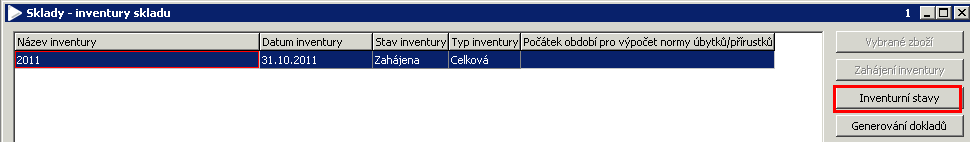 Sklady - inventury skladu 1
Název inventury Datum inventury Stav inventury Typ inventury Počátek období pro výpočet normy úbytků/přírustků
2011 31.10.2011 Zahájena Celková
Vybrané zboží
Zahájení inventury
Inventurní stavy
Generování dokladů